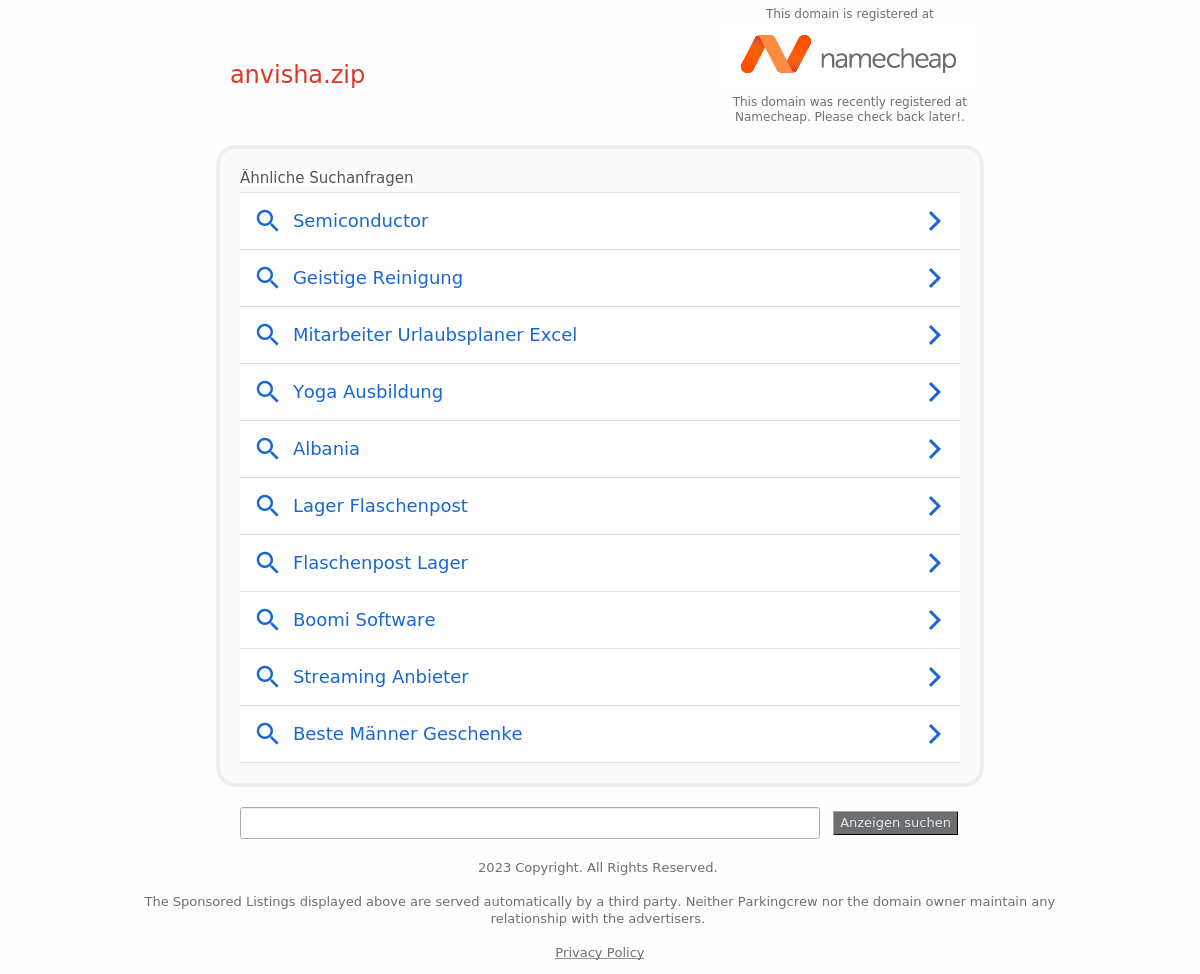 This domain is registered at
anvisha.zip
namecheap
This domain was recently registered at
Namecheap. Please check back later!.
Ähnliche Suchanfragen
Semiconductor
Geistige Reinigung
Mitarbeiter Urlaubsplaner Excel
Yoga Ausbildung
Albania
Lager Flaschenpost
Flaschenpost Lager
Boomi Software
Streaming Anbieter
Beste Männer Geschenke
Anzeigen suchen
2023 Copyright. All Rights Reserved.
The Sponsored Listings displayed above are served automatically by a third party. Neither Parkingcrew nor the domain owner maintain any
relationship with the advertisers.
Privacy Policy